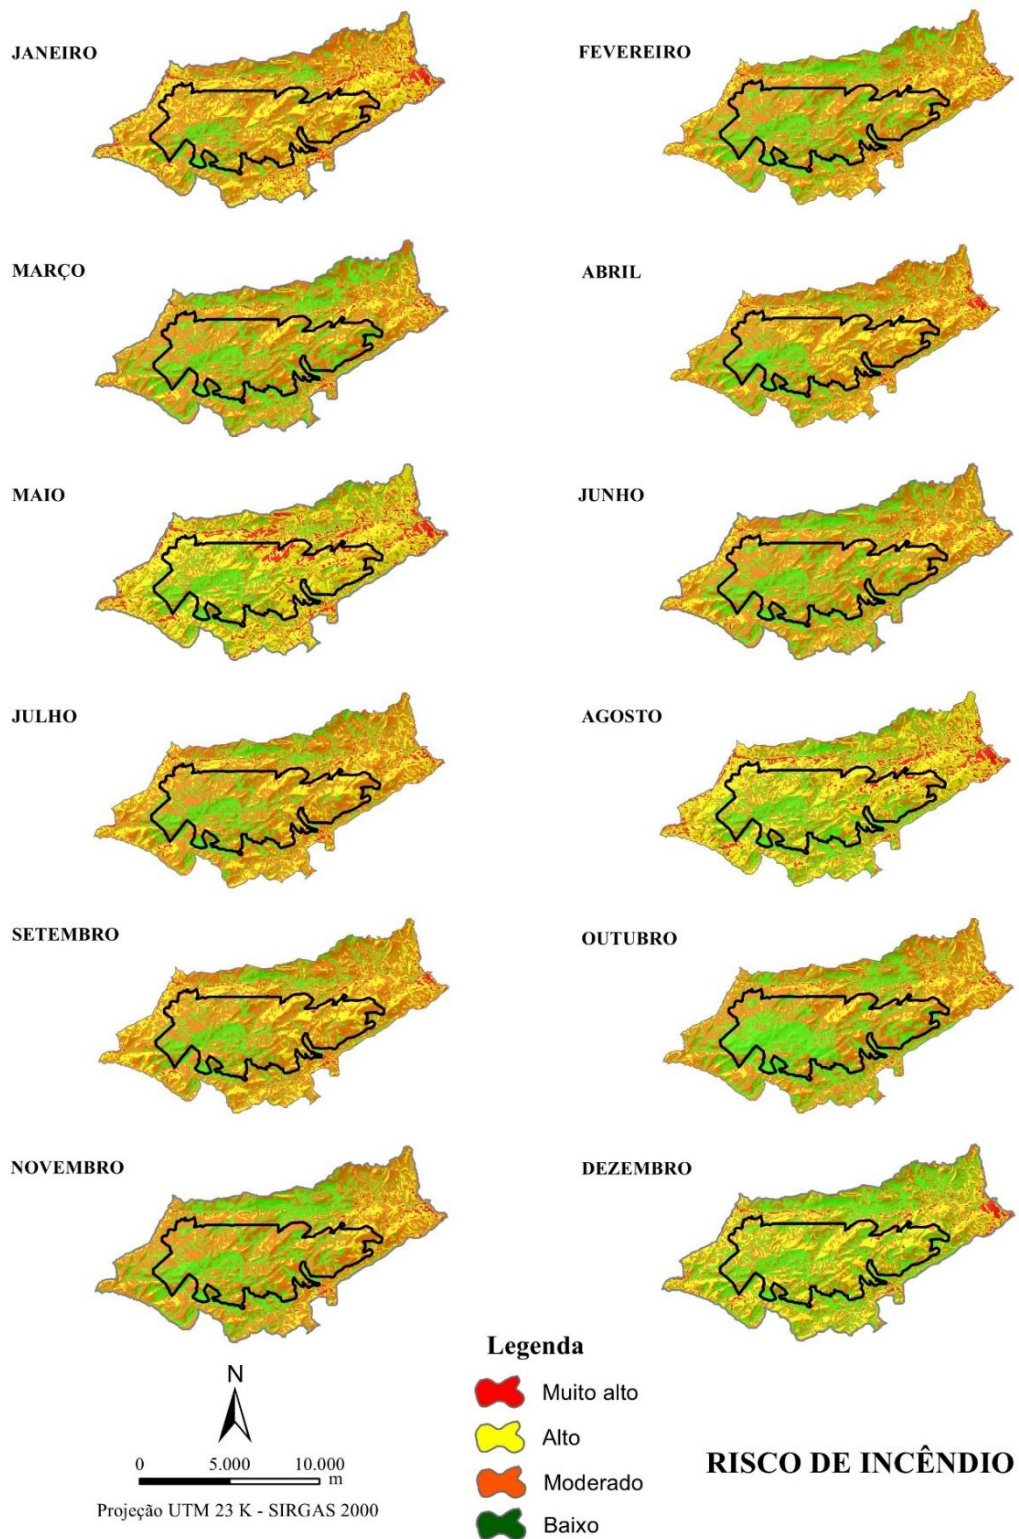 JANEIRO
FEVEREIRO
MARÇO
ABRIL
MAIO
JUNHO
JULHO
AGOSTO
SETEMBRO
OUTUBRO
NOVEMBRO
DEZEMBRO
Legenda
N
Muito alto
Alto
0 5.000 10.000
m
RISCO DE INCÊNDIO
Moderado
Projeção UTM 23 K - SIRGAS 2000
Baixo